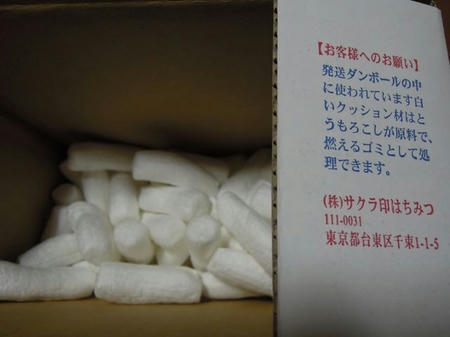 【お客様へのお願い】
発送ダンボールの中
に使われています白
いクッション材はと
うもろこしが原料で、
燃えるゴミとして処
理できます。
(株)サクラ印はちみつ
111-0031
東京都台東区千束1-1-5